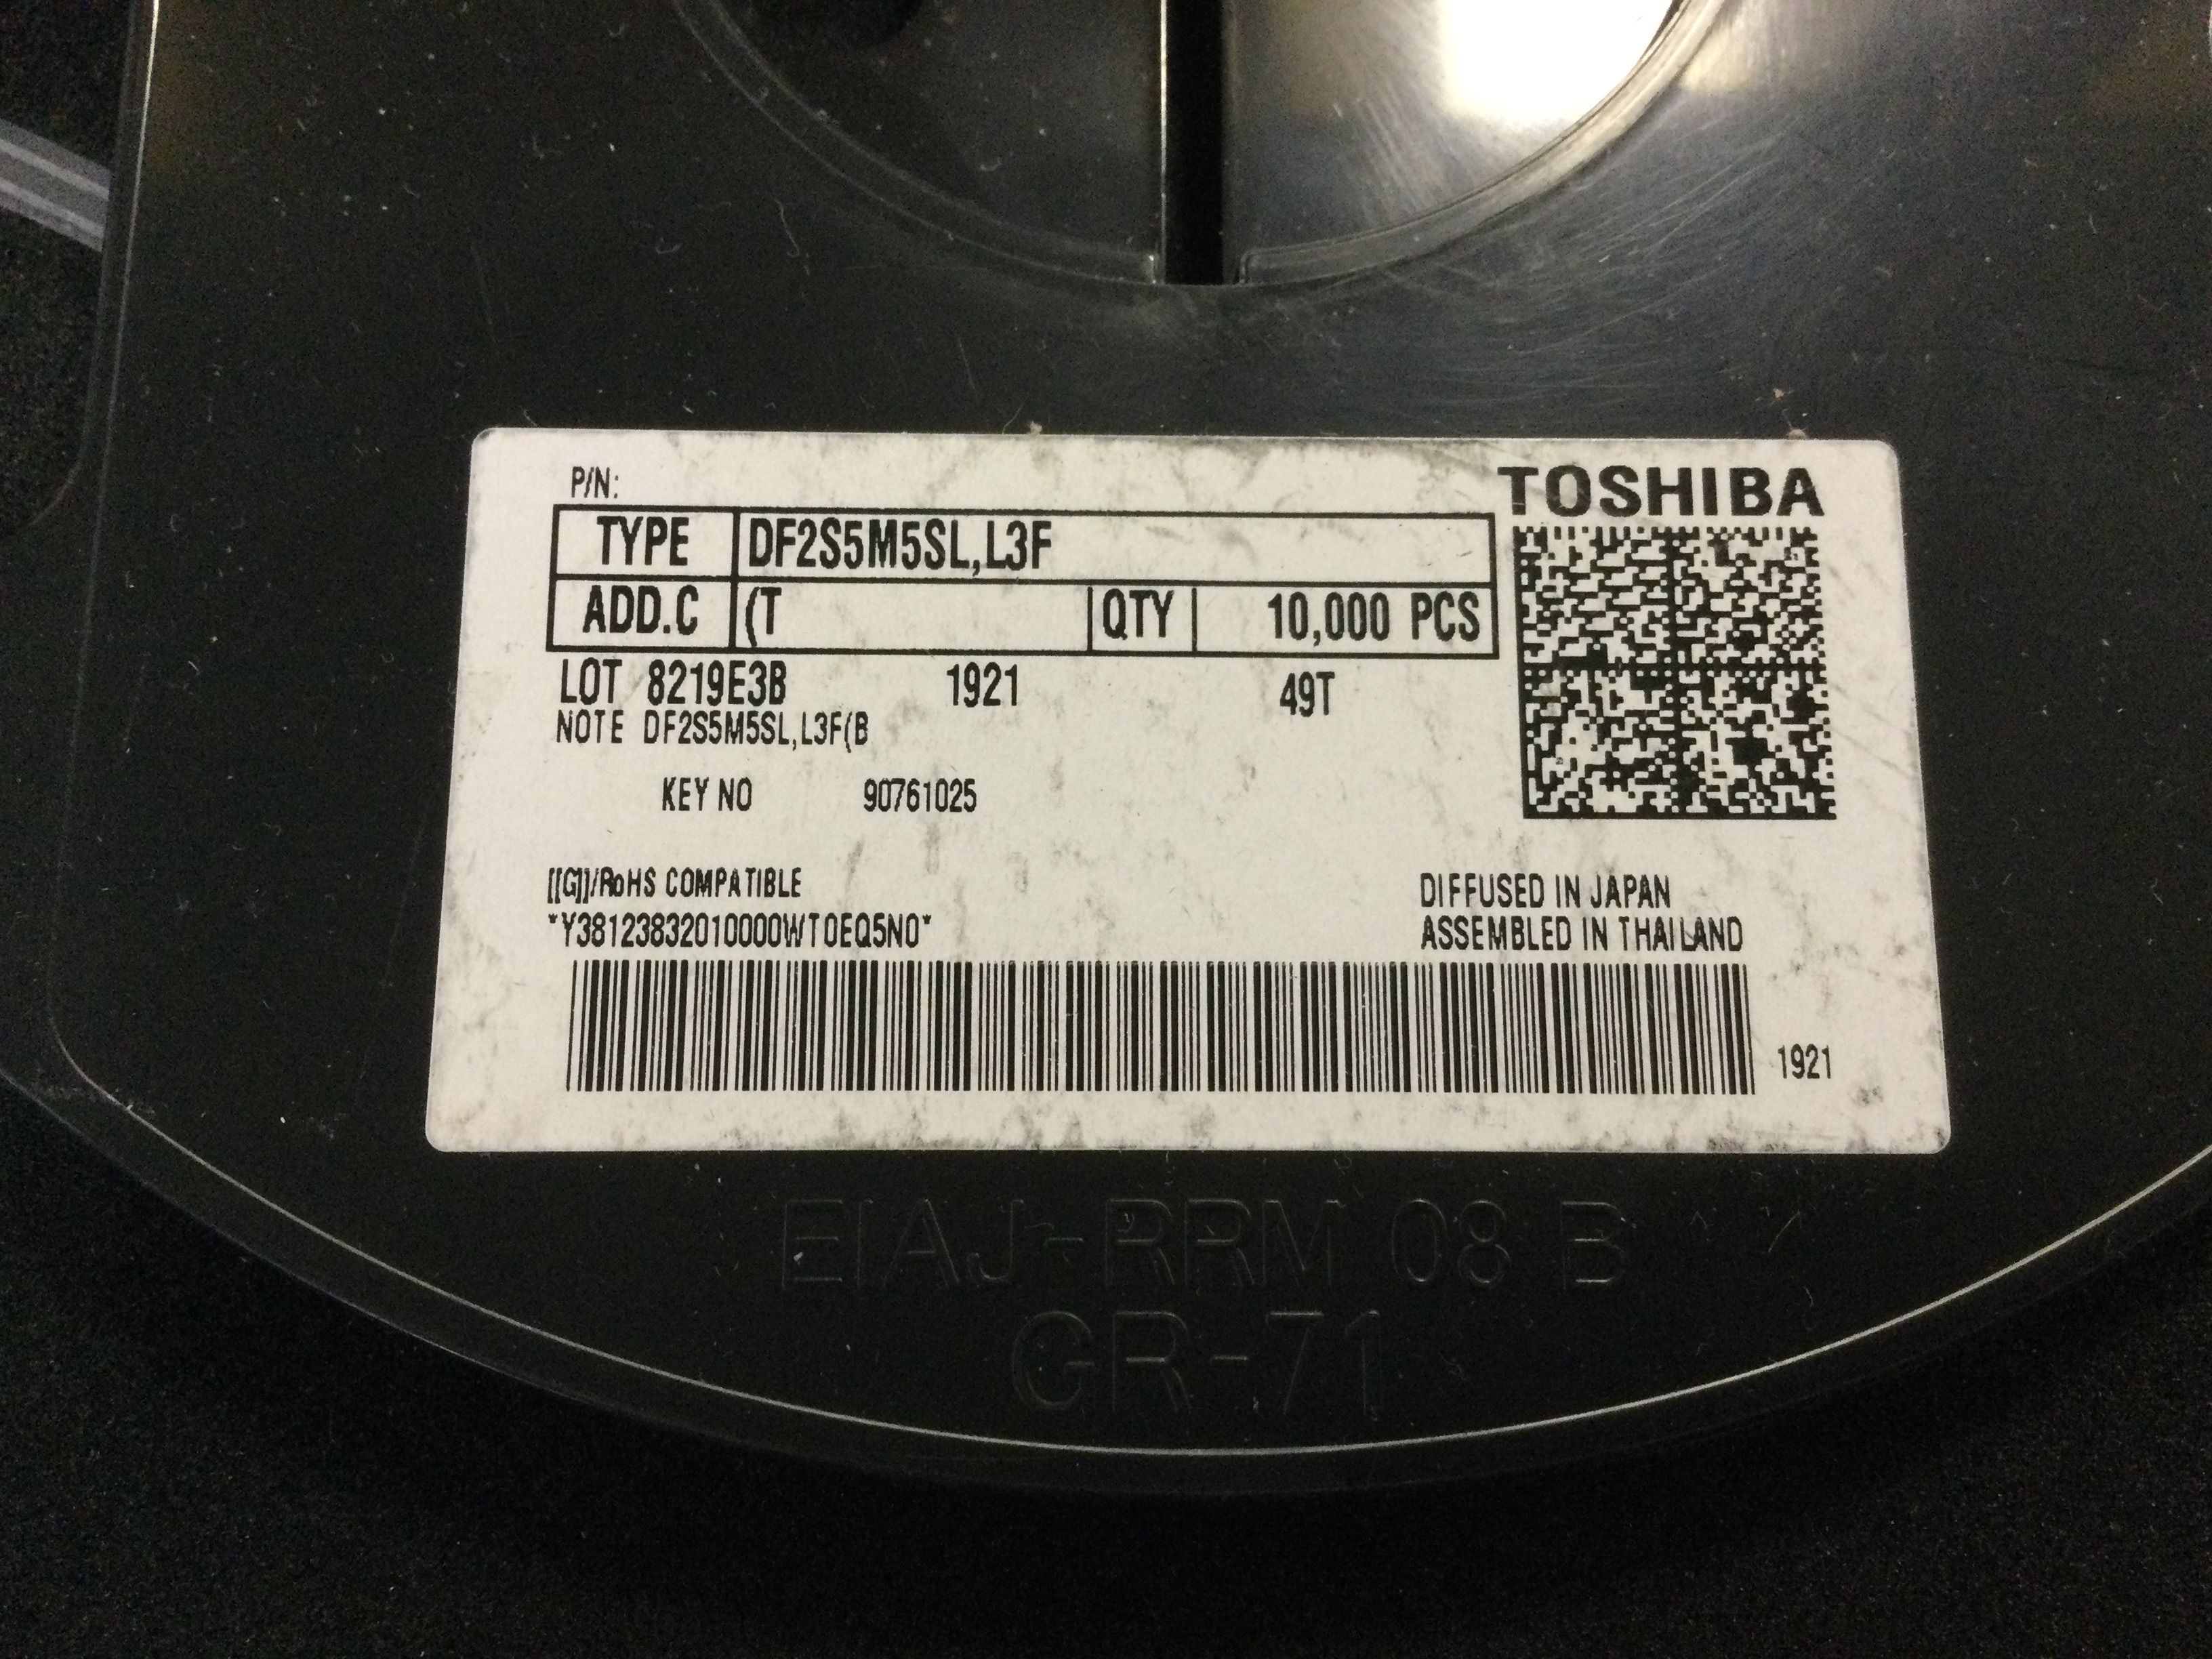 P/N:
TOSHIBA
TYPE DF2S5M5SL,L3F
ADD.C (T QTY 10,000 PCS
LOT 8219E3B 1921 49T
NOTE DF2S5M5SL,L3F(B
KEY NO 90761025
[[G]]/RoHS COMPATIBLE
*Y38123832010000WT0EQ5N0*
DIFFUSED IN JAPAN
ASSEMBLED IN THAILAND
1921
EIAJ-RRM 08 B
GR-71